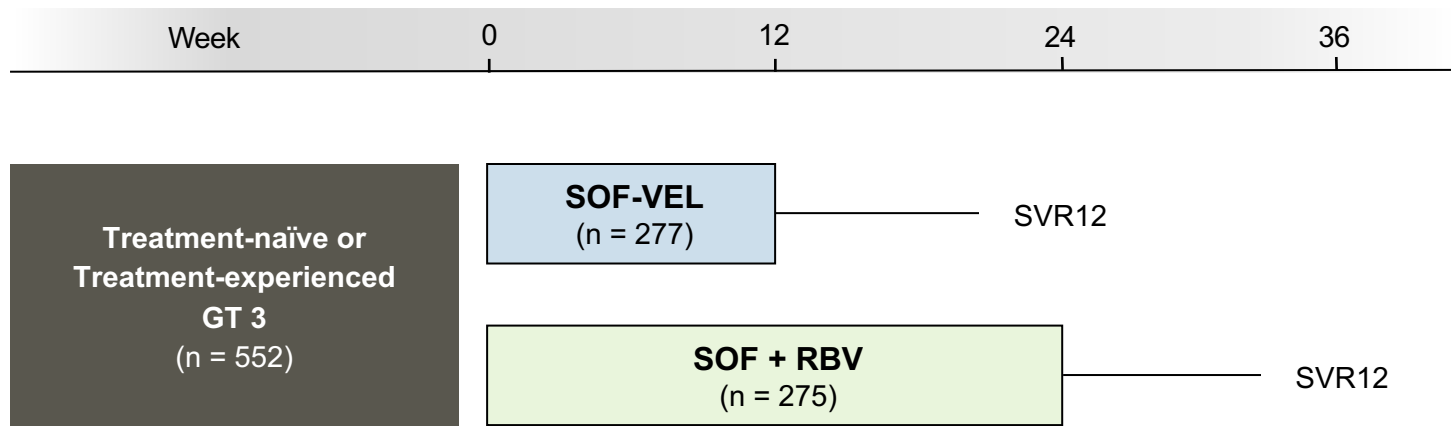 Week 0 12 24 36
Treatment-naïve or
Treatment-experienced
GT 3
(n = 552)
SOF-VEL
(n = 277)
SVR12
SOF + RBV
(n = 275)
SVR12